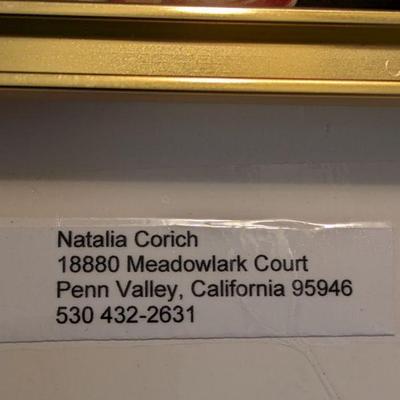 Natalia Corich
18880 Meadowlark Court
Penn Valley, California 95946
530 432-2631